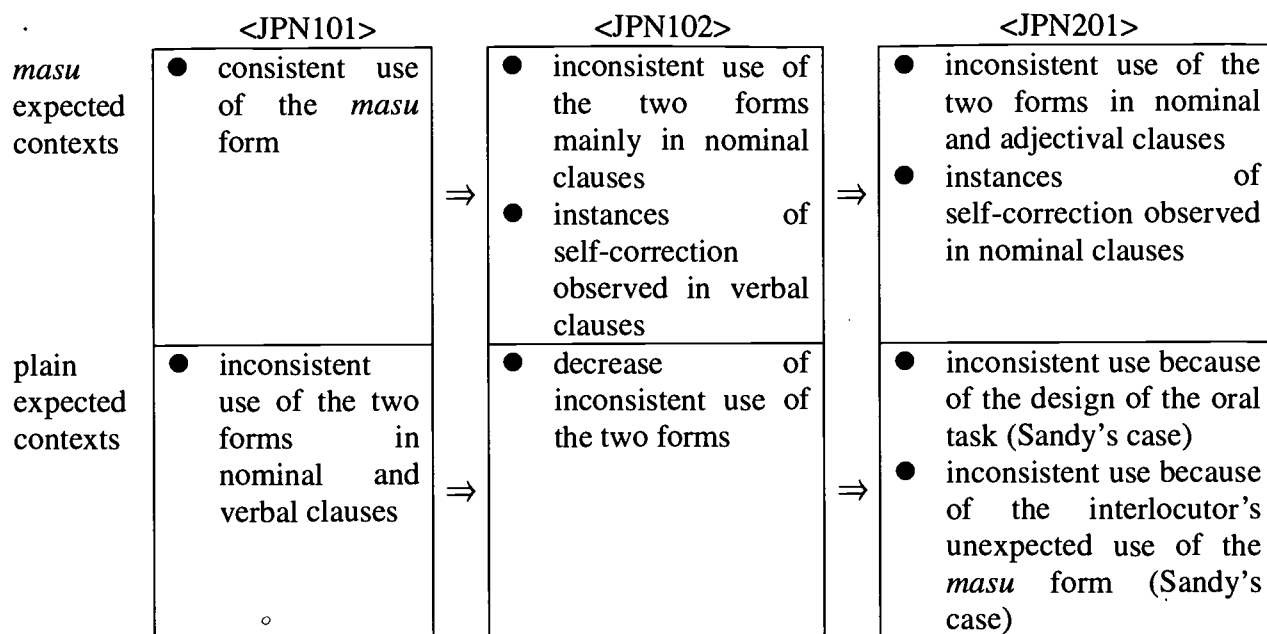 <JPN101>
<JPN102>
<JPN201>
masu
expected
contexts
● consistent use
of the masu
form
⇒
● inconsistent use of
the two forms
mainly in nominal
clauses
● instances of
self-correction
observed in verbal
clauses
⇒
● inconsistent use of the
two forms in nominal
and adjectival clauses
● instances of
self-correction observed
in nominal clauses
plain
expected
contexts
● inconsistent
use of the two
forms in
nominal and
verbal clauses
⇒
● decrease of
inconsistent use of
the two forms
⇒
● inconsistent use because
of the design of the oral
task (Sandy's case)
● inconsistent use because
of the interlocutor's
unexpected use of the
masu form (Sandy's
case)